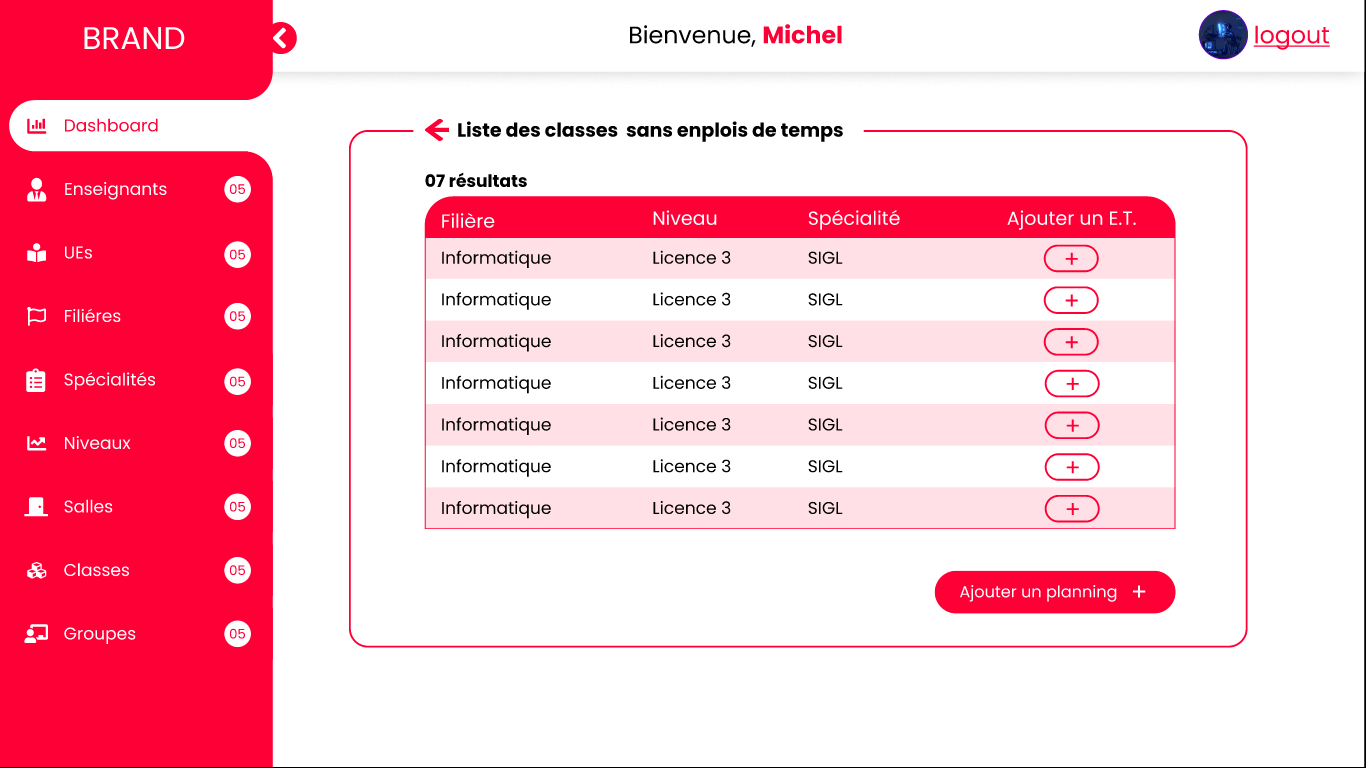 BRAND
Bienvenue, Michel
logout
Dashboard
Enseignants 05
UEs 05
Filiéres 05
Spécialités 05
Niveaux 05
Salles 05
Classes 05
Groupes 05
Liste des classes sans enplois de temps
07 résultats
Filière Niveau Spécialité Ajouter un E.T.
Informatique Licence 3 SIGL +
Informatique Licence 3 SIGL +
Informatique Licence 3 SIGL +
Informatique Licence 3 SIGL +
Informatique Licence 3 SIGL +
Informatique Licence 3 SIGL +
Informatique Licence 3 SIGL +
Ajouter un planning +